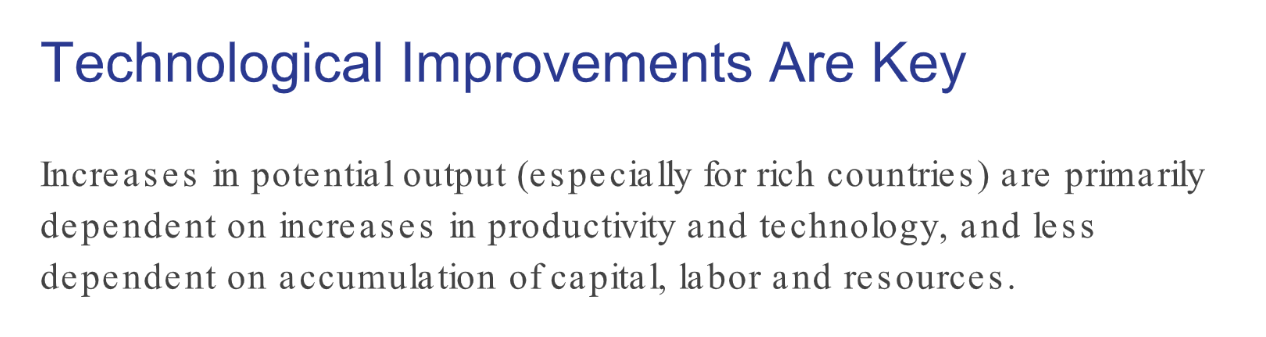 Technological Improvements Are Key
Increases in potential output (especially for rich countries) are primarily
dependent on increases in productivity and technology, and less
dependent on accumulation of capital, labor and resources.